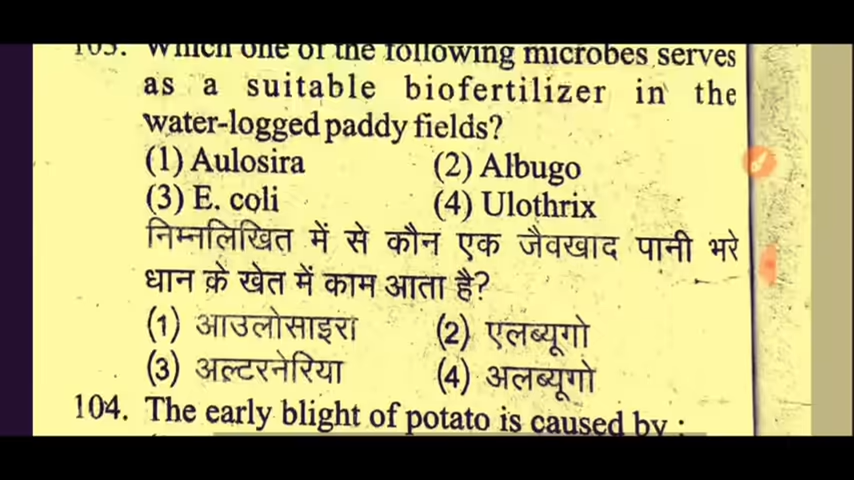 103. Which one of the following microbes serves
as a suitable biofertilizer in the
water-logged paddy fields?
(1) Aulosira (2) Albugo
(3) E. coli (4) Ulothrix
निम्नलिखित में से कौन एक जैवखाद पानी भरे
धान के खेत में काम आता है?
(1) आउलोसाइरा (2) एलब्यूगो
(3) अल्टरनेरिया (4) अलब्यूगो
104. The early blight of potato is caused by :